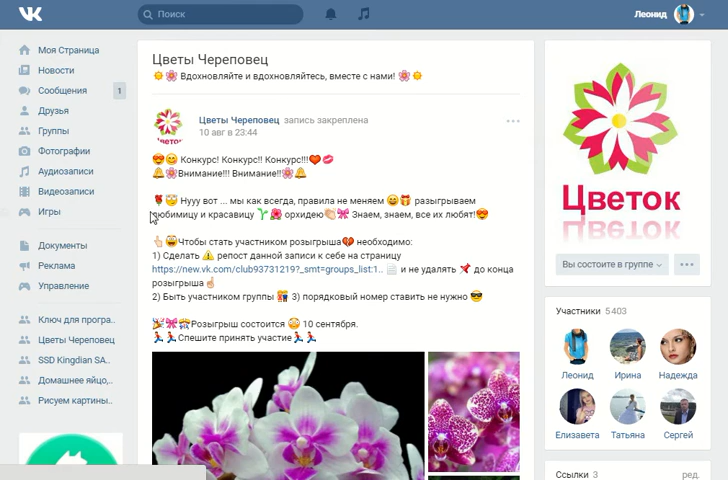 Поиск
Леонид
Моя Страница
Новости
Сообщения 1
Друзья
Группы
Фотографии
Аудиозаписи
Видеозаписи
Игры
Документы
Реклама
Управление
Ключ для програ..
Цветы Череповец
SSD Kingdian SA..
Домашнее яйцо,..
Рисуем картины..
Цветы Череповец
Вдохновляйте и вдохновляйтесь, вместе с нами!
Цветы Череповец запись закреплена
10 авг в 23:44
Конкурс! Конкурс!! Конкурс!!!
Внимание!!! Внимание!!
Нууу вот ... мы как всегда, правила не меняем разыгрываем
любимицу и красавицу орхидею Знаем, знаем, все их любят!
Чтобы стать участником розыгрыша необходимо:
1) Сделать репост данной записи к себе на страницу
https://new.vk.com/club93731219?_smt=groups_list:1.. и не удалять до конца
розыгрыша
2) Быть участником группы 3) порядковый номер ставить не нужно
Розыгрыш состоится 10 сентября.
Спешите принять участие
Цветок
Вы состоите в группе
Участники 5403
Леонид Ирина Надежда
Елизавета Татьяна Сергей
Ссылки 3 ред.